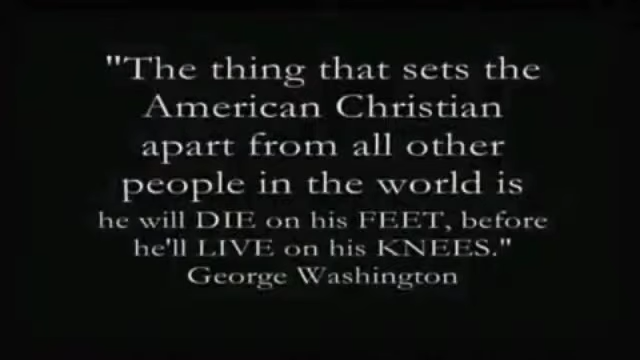 "The thing that sets the
American Christian
apart from all other
people in the world is
he will DIE on his FEET, before
he'll LIVE on his KNEES."
George Washington